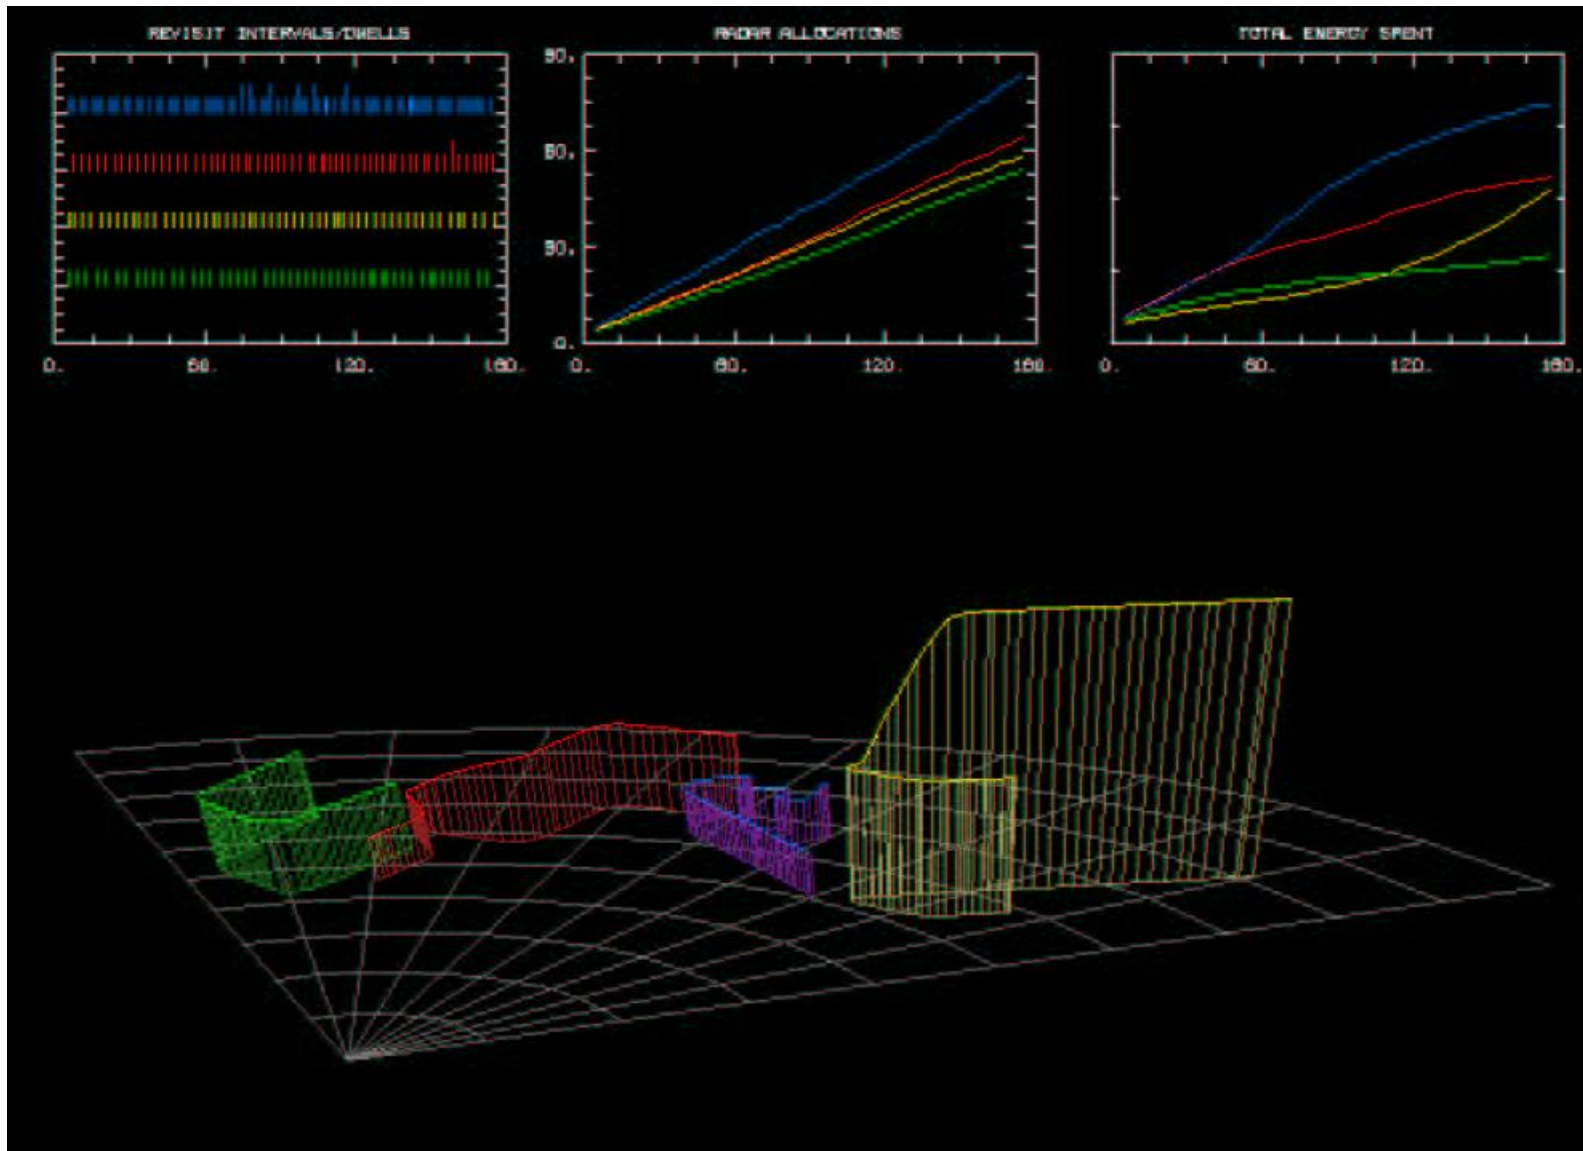 REVISIT INTERVALS/DWELLS
RADAR ALLOCATIONS
TOTAL ENERGY SPENT
90.
60.
30.
0.
0. 60. 120. 180.
0. 60. 120. 180.
0. 60. 120. 180.